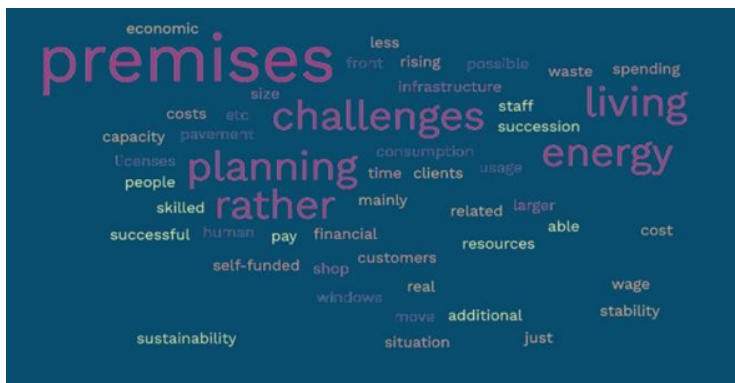 economic
less
premises
front rising possible
waste spending
infrastructure
size
living
costs etc
challenges
staff
capacity pavement
succession
licenses
planning
consumption
energy
people
time clients usage
skilled
rather
mainly
related larger
successful human pay financial
able
cost
resources
self-funded shop customers
real
wage
windows
move additional
stability
sustainability
situation
just